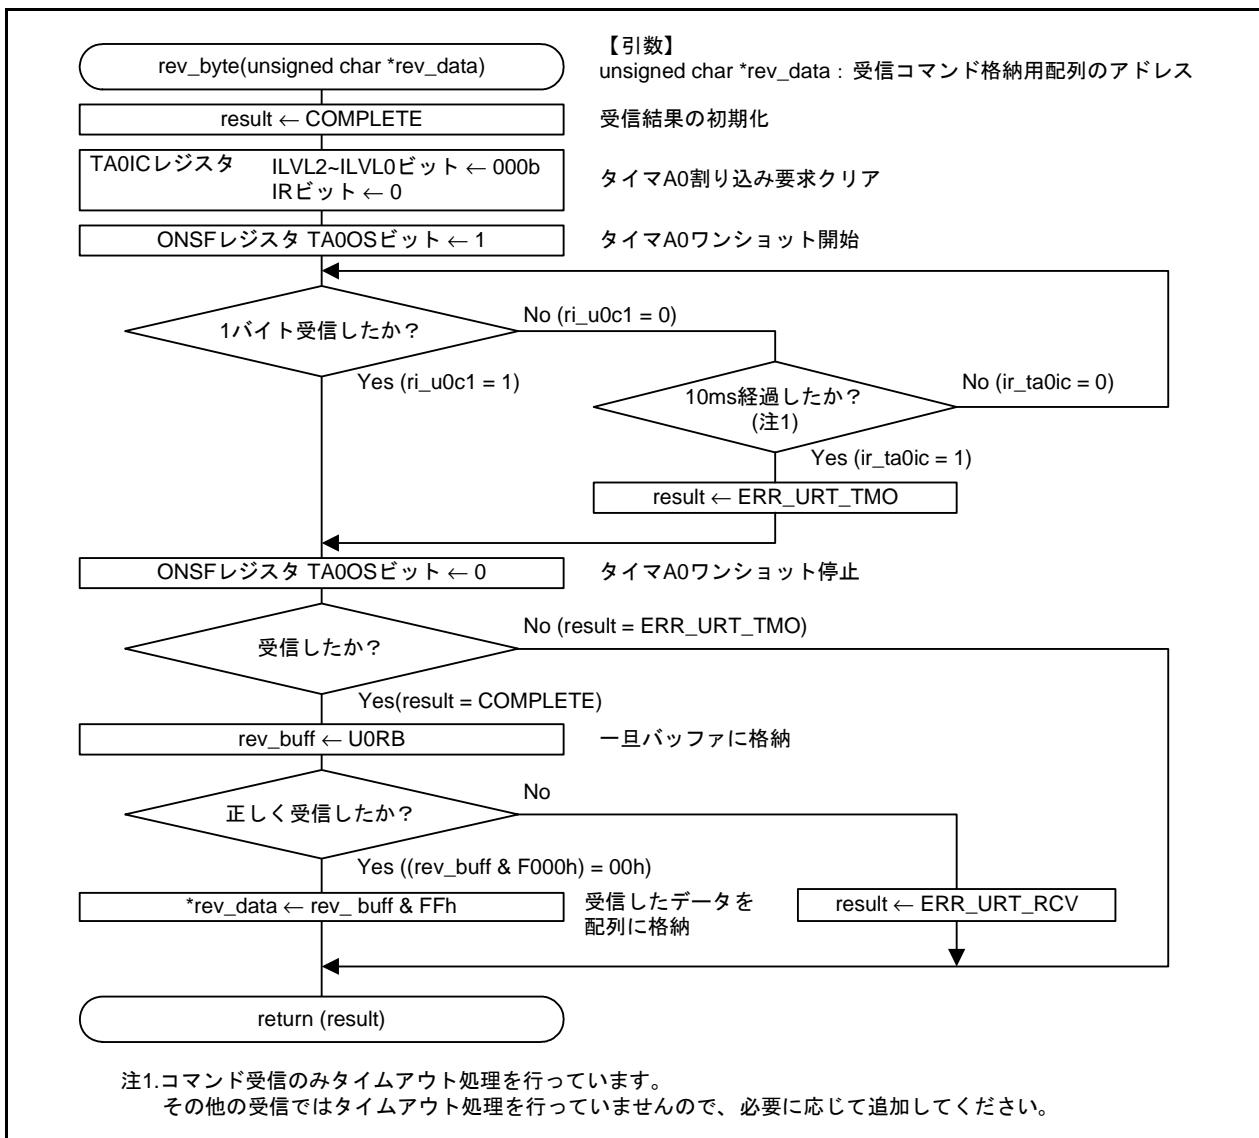 rev_byte(unsigned char *rev_data)
【引数】
unsigned char *rev_data : 受信コマンド格納用配列のアドレス
result ← COMPLETE
受信結果の初期化
TA0ICレジスタ ILVL2~ILVL0ビット ← 000b
IRビット ← 0
タイマA0割り込み要求クリア
ONSFレジスタ TA0OSビット ← 1
タイマA0ワンショット開始
1バイト受信したか？
No (ri_u0c1 = 0)
Yes (ri_u0c1 = 1)
10ms経過したか？
(注1)
No (ir_ta0ic = 0)
Yes (ir_ta0ic = 1)
result ← ERR_URT_TMO
ONSFレジスタ TA0OSビット ← 0
タイマA0ワンショット停止
受信したか？
No (result = ERR_URT_TMO)
Yes(result = COMPLETE)
rev_buff ← U0RB
一旦バッファに格納
正しく受信したか？
No
Yes ((rev_buff & F000h) = 00h)
*rev_data ← rev_ buff & FFh
受信したデータを
配列に格納
result ← ERR_URT_RCV
return (result)
注1.コマンド受信のみタイムアウト処理を行っています。
その他の受信ではタイムアウト処理を行っていませんので、必要に応じて追加してください。